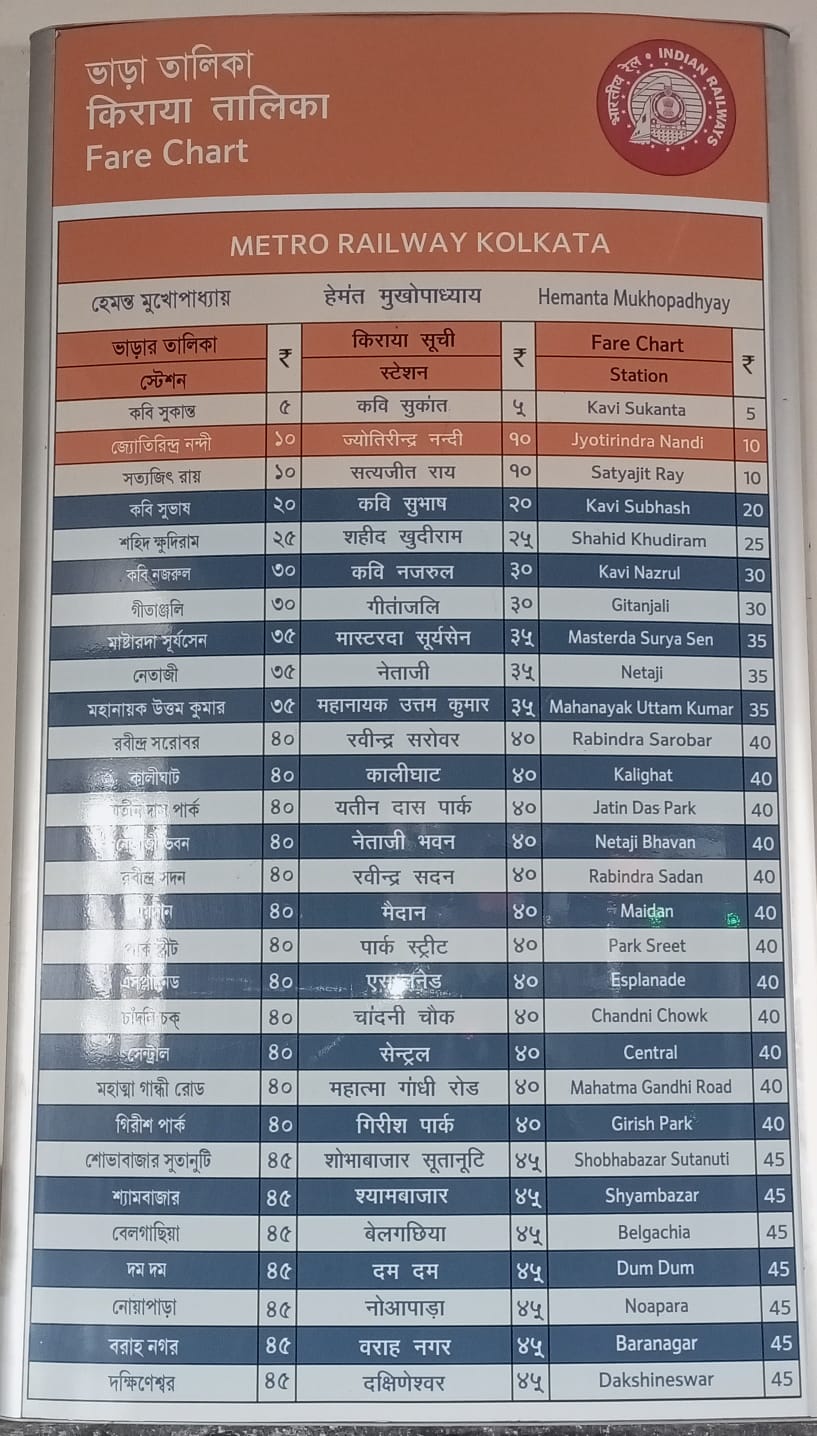 ভাড়া তালিকা
किराया तालिका
Fare Chart
भारतीय रेल • INDIAN RAILWAYS
METRO RAILWAY KOLKATA
হেমন্ত মুখোপাধ্যায় हेमंत मुखोपाध्याय Hemanta Mukhopadhyay
ভাড়ার তালিকা ₹ किराया सूची ₹ Fare Chart ₹
স্টেশন स्टेशन Station
কবি সুকান্ত ৫ कवि सुकांत ५ Kavi Sukanta 5
জ্যোতিরিন্দ্র নন্দী ১০ ज्योतिरीन्द्र नन्दी १० Jyotirindra Nandi 10
সত্যজিৎ রায় ১০ सत्यजीत राय १० Satyajit Ray 10
কবি সুভাষ ২০ कवि सुभाष २० Kavi Subhash 20
শহিদ ক্ষুদিরাম ২৫ शहीद खुदीराम २५ Shahid Khudiram 25
কবি নজরুল ৩০ कवि नजरुल ३० Kavi Nazrul 30
গীতাঞ্জলি ৩০ गीतांजलि ३० Gitanjali 30
মাষ্টারদা সূর্যসেন ৩৫ मास्टरदा सूर्यसेन ३५ Masterda Surya Sen 35
নেতাজী ৩৫ नेताजी ३५ Netaji 35
মহানায়ক উত্তম কুমার ৩৫ महानायक उत्तम कुमार ३५ Mahanayak Uttam Kumar 35
রবীন্দ্র সরোবর ৪০ रवीन्द्र सरोवर ४० Rabindra Sarobar 40
কালীঘাট ৪০ कालीघाट ४० Kalighat 40
পার্ক ৪০ यतीन दास पार्क ४० Jatin Das Park 40
৪০ नेताजी भवन ४० Netaji Bhavan 40
রবীন্দ্র সদন ৪০ रवीन्द्र सदन ४० Rabindra Sadan 40
৪০ मैदान ४० Maidan 40
পার্ক স্ট্রীট ৪০ पार्क स्ट्रीट ४० Park Sreet 40
এসপ্লানেড ৪০ ४० Esplanade 40
চাঁদনি চক্ ৪০ चांदनी चौक ४० Chandni Chowk 40
সেন্ট্রাল ৪০ सेन्ट्रल ४० Central 40
মহাত্মা গান্ধী রোড ৪০ महात्मा गांधी रोड ४० Mahatma Gandhi Road 40
গিরীশ পার্ক ৪০ गिरीश पार्क ४० Girish Park 40
শোভাবাজার সুতানুটি ৪৫ शोभाबाजार सूतानूटि ४५ Shobhabazar Sutanuti 45
শ্যামবাজার ৪৫ श्यामबाजार ४५ Shyambazar 45
বেলগাছিয়া ৪৫ बेलगछिया ४५ Belgachia 45
দম দম ৪৫ दम दम ४५ Dum Dum 45
নোয়াপাড়া ৪৫ नोआपाड़ा ४५ Noapara 45
বরাহ নগর ৪৫ वराह नगर ४५ Baranagar 45
দক্ষিণেশ্বর ৪৫ दक्षिणेश्वर ४५ Dakshineswar 45